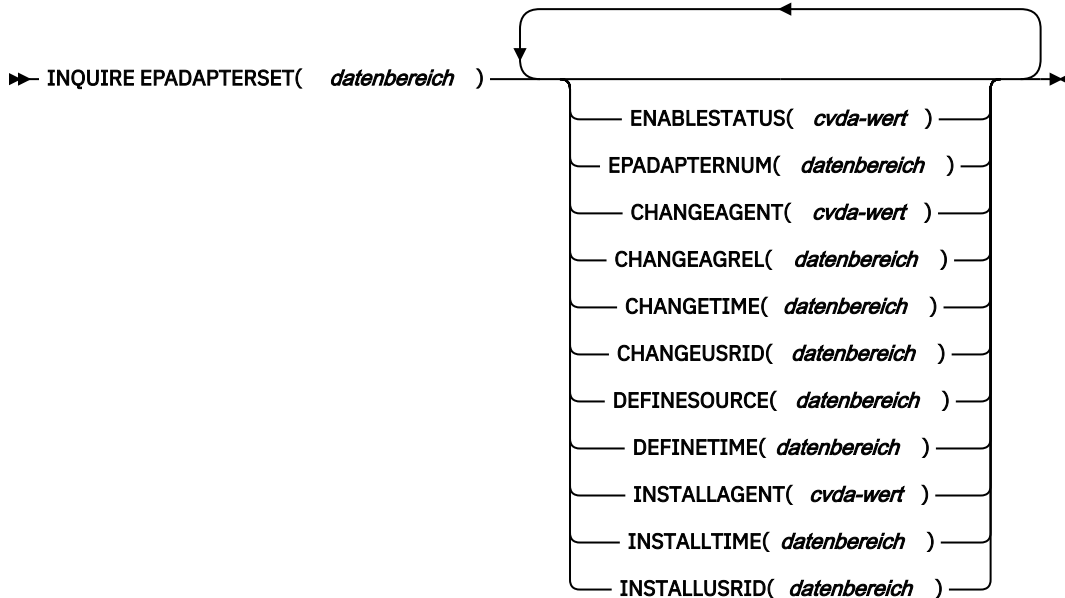 INQUIRE EPADAPTERSET( datenbereich )
ENABLESTATUS( cvda-wert )
EPADAPTERNUM( datenbereich )
CHANGEAGENT( cvda-wert )
CHANGEAGREL( datenbereich )
CHANGETIME( datenbereich )
CHANGEUSRID( datenbereich )
DEFINESOURCE( datenbereich )
DEFINETIME( datenbereich )
INSTALLAGENT( cvda-wert )
INSTALLTIME( datenbereich )
INSTALLUSRID( datenbereich )